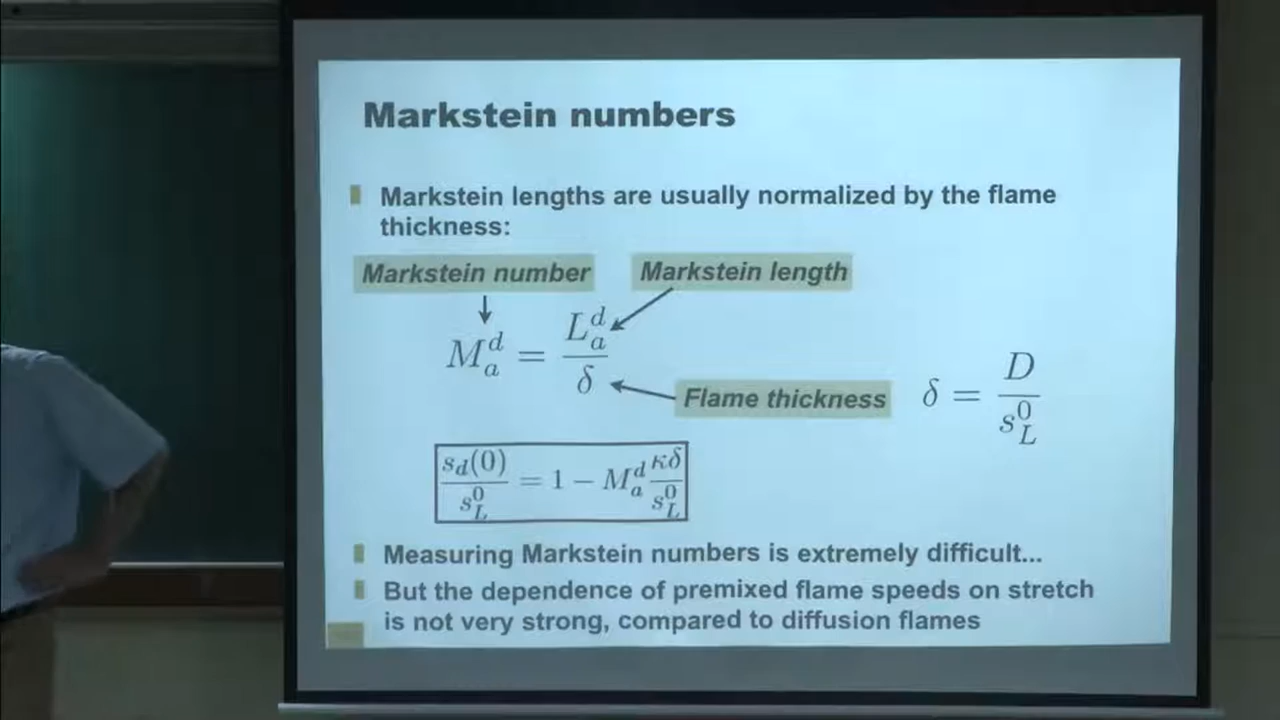 Markstein numbers
Markstein lengths are usually normalized by the flame
thickness:
Markstein number
Markstein length
M_a^d = L_a^d / δ
Flame thickness
δ = D / s_L^0
s_d(0) / s_L^0 = 1 − M_a^d κδ / s_L^0
Measuring Markstein numbers is extremely difficult...
But the dependence of premixed flame speeds on stretch
is not very strong, compared to diffusion flames